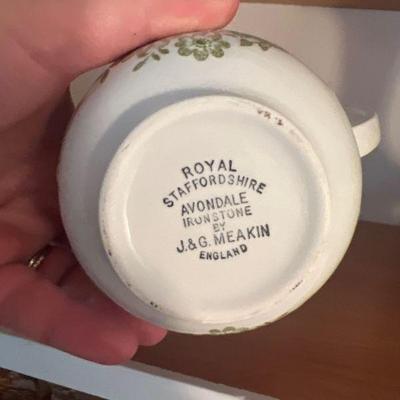 ROYAL
STAFFORDSHIRE
AVONDALE
IRONSTONE
BY
J.&G. MEAKIN
ENGLAND